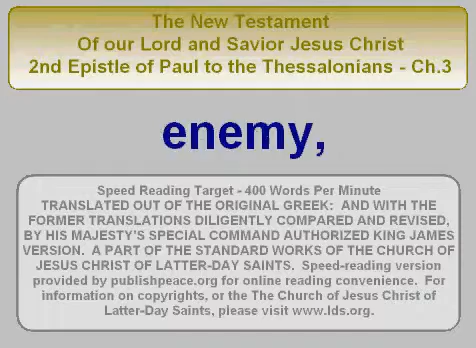 The New Testament
Of our Lord and Savior Jesus Christ
2nd Epistle of Paul to the Thessalonians - Ch.3
enemy,
Speed Reading Target - 400 Words Per Minute
TRANSLATED OUT OF THE ORIGINAL GREEK:  AND WITH THE
FORMER TRANSLATIONS DILIGENTLY COMPARED AND REVISED,
BY HIS MAJESTY'S SPECIAL COMMAND AUTHORIZED KING JAMES
VERSION.  A PART OF THE STANDARD WORKS OF THE CHURCH OF
JESUS CHRIST OF LATTER-DAY SAINTS.  Speed-reading version
provided by publishpeace.org for online reading convenience.  For
information on copyrights, or the The Church of Jesus Christ of
Latter-Day Saints, please visit www.lds.org.